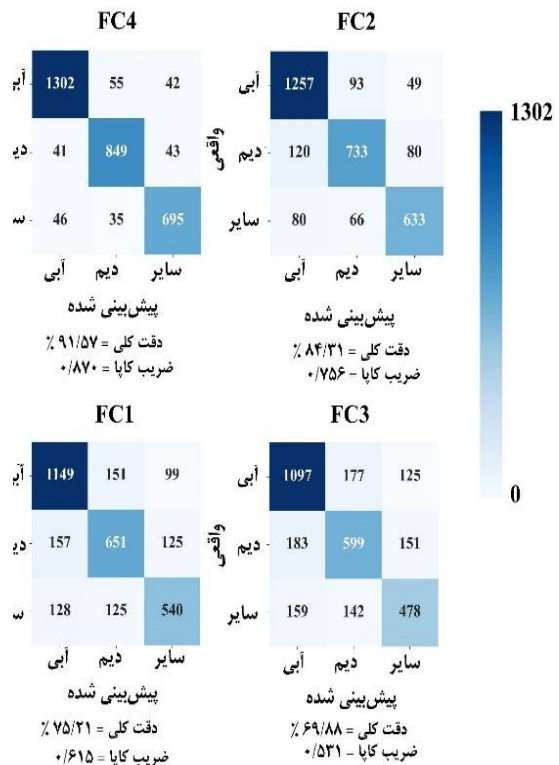 FC4
FC2
1302 55 42
41 849 43
46 35 695
آبی دیم سایر
پیش‌بینی شده
دقت کلی = ۹۱/۵۷ ٪
ضریب کاپا = ۰/۸۷۰
واقعی
آبی 1257 93 49
دیم 120 733 80
سایر 80 66 633
آبی دیم سایر
پیش‌بینی شده
دقت کلی = ۸۴/۳۱ ٪
ضریب کاپا - ۰/۷۵۶
1302
0
FC1
FC3
1149 151 99
157 651 125
128 125 540
آبی دیم سایر
پیش‌بینی شده
دقت کلی = ۷۵/۲۱ ٪
ضریب کاپا = ۰/۶۱۵
واقعی
آبی 1097 177 125
دیم 183 599 151
سایر 159 142 478
آبی دیم سایر
پیش‌بینی شده
دقت کلی = ۶۹/۸۸ ٪
ضریب کاپا - ۰/۵۳۱